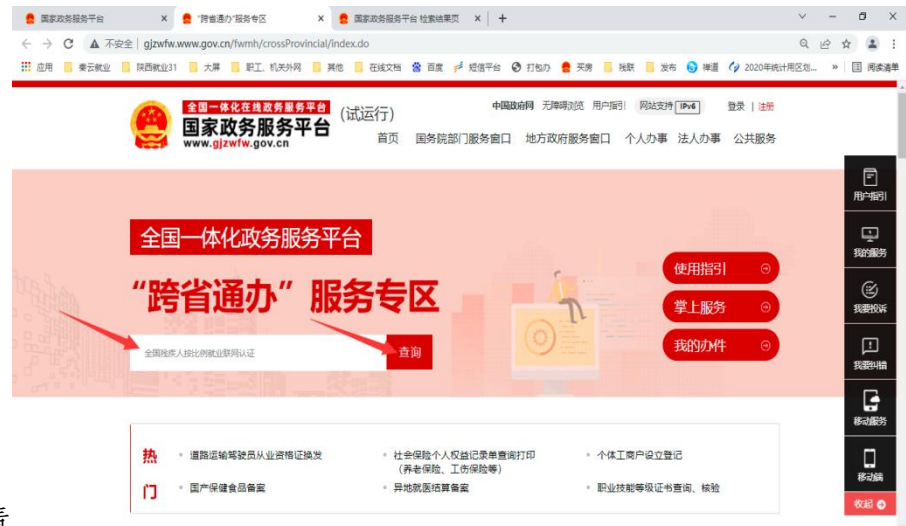 国家政务服务平台
"跨省通办"服务专区
国家政务服务平台 检索结果页
不安全 gjzwfw.www.gov.cn/fwmh/crossProvincial/index.do
应用 秦云就业 陕西就业31 大屏 职工、机关外网 其他 在线文档 百度 短信平台 打包办 买房 残联 发布 禅道 2020年统计用区划... » 阅读清单
全国一体化在线政务服务平台
国家政务服务平台
www.gjzwfw.gov.cn
(试运行)
中国政府网 无障碍浏览 用户指引 网站支持 IPv6 登录 | 注册
首页 国务院部门服务窗口 地方政府服务窗口 个人办事 法人办事 公共服务
全国一体化政务服务平台
“跨省通办”服务专区
全国残疾人按比例就业联网认证 查询
使用指引
掌上服务
我的办件
用户指引
我的服务
我要投诉
我要纠错
移动服务
移动端
收起
热门
道路运输驾驶员从业资格证换发
社会保险个人权益记录单查询打印
(养老保险、工伤保险等)
个体工商户设立登记
国产保健食品备案
异地就医结算备案
职业技能等级证书查询、核验